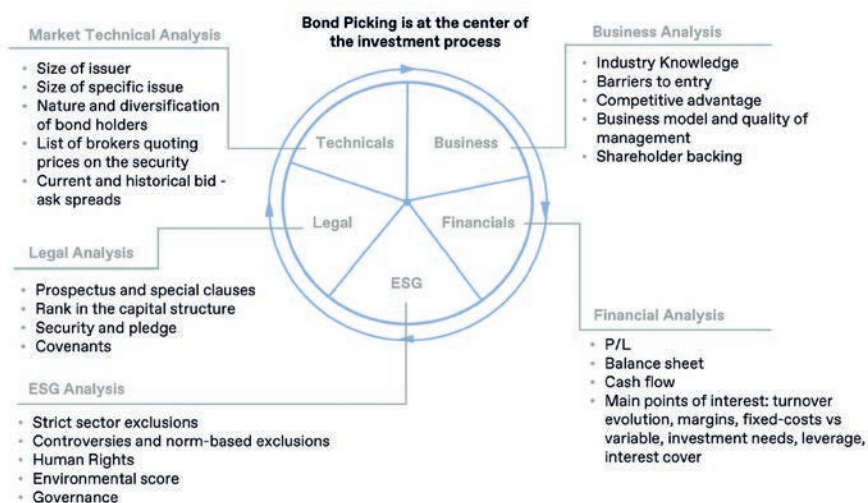 Bond Picking is at the center of
the investment process
Market Technical Analysis
• Size of issuer
• Size of specific issue
• Nature and diversification
of bond holders
• List of brokers quoting
prices on the security
• Current and historical bid -
ask spreads
Business Analysis
• Industry Knowledge
• Barriers to entry
• Competitive advantage
• Business model and quality of
management
• Shareholder backing
Technicals
Business
Legal
Financials
ESG
Legal Analysis
• Prospectus and special clauses
• Rank in the capital structure
• Security and pledge
• Covenants
Financial Analysis
• P/L
• Balance sheet
• Cash flow
• Main points of interest: turnover
evolution, margins, fixed-costs vs
variable, investment needs, leverage,
interest cover
ESG Analysis
• Strict sector exclusions
• Controversies and norm-based exclusions
• Human Rights
• Environmental score
• Governance